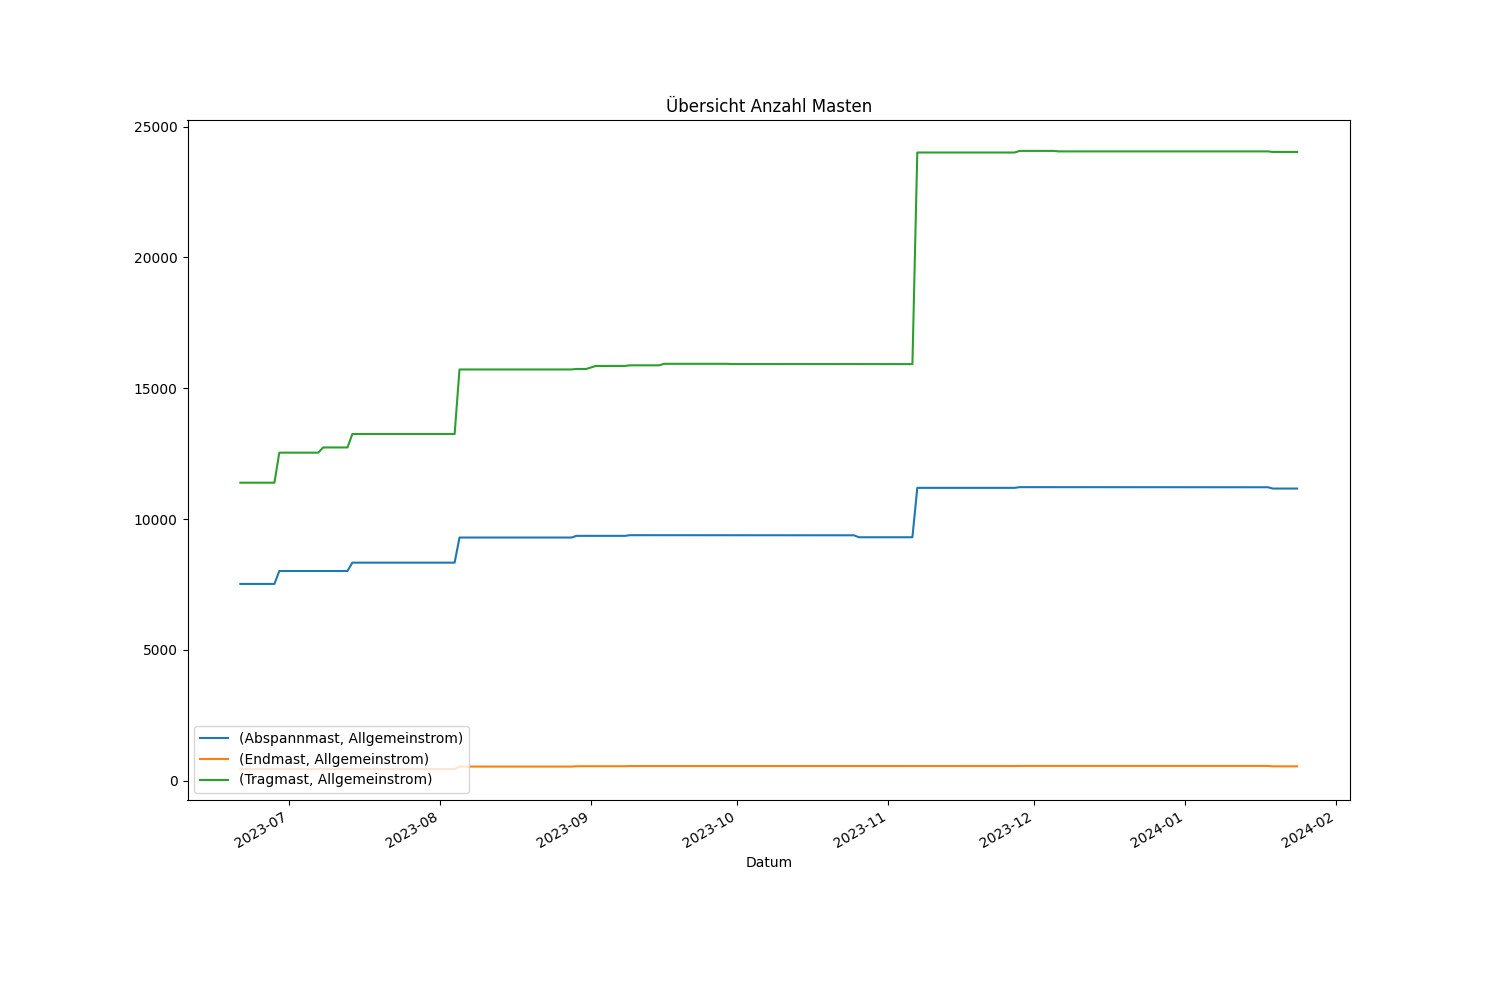 Übersicht Anzahl Masten
25000
20000
15000
10000
5000
0
(Abspannmast, Allgemeinstrom)
(Endmast, Allgemeinstrom)
(Tragmast, Allgemeinstrom)
2023-07
2023-08
2023-09
2023-10
2023-11
2023-12
2024-01
2024-02
Datum